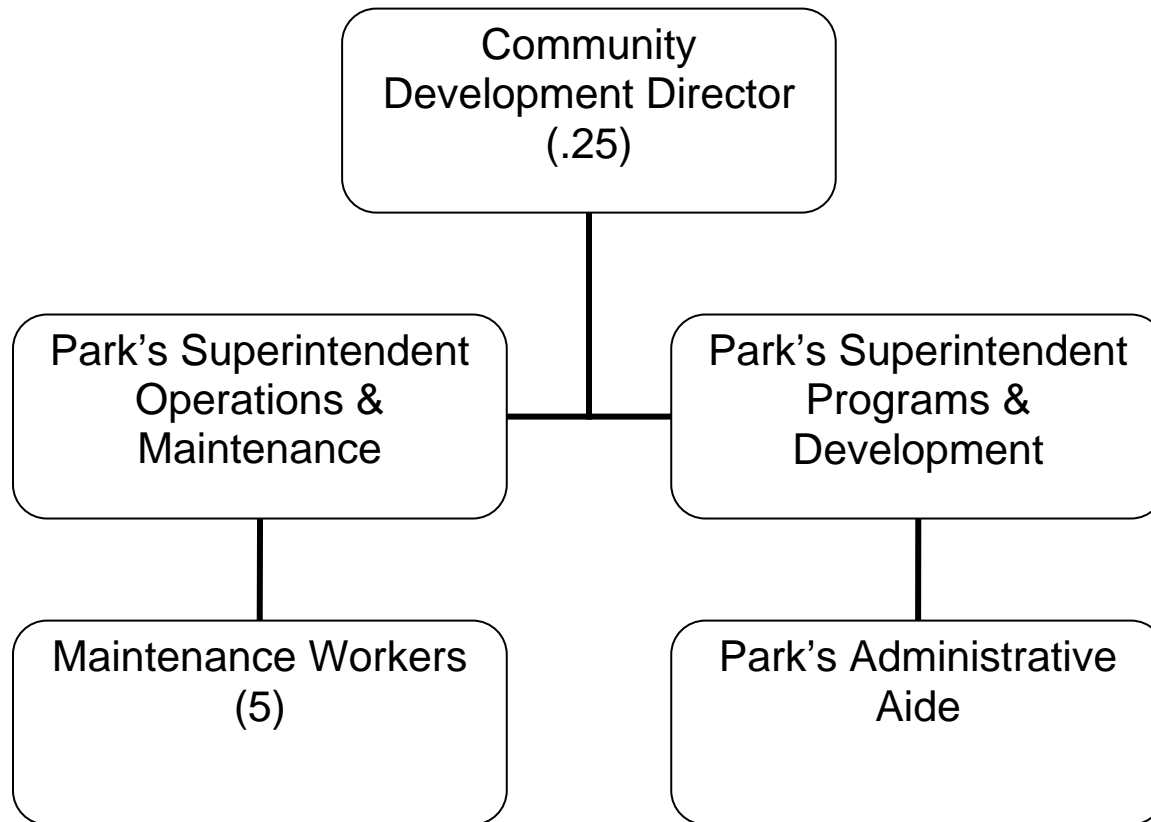 Community
Development Director
(.25)
Park’s Superintendent
Operations &
Maintenance
Park’s Superintendent
Programs &
Development
Maintenance Workers
(5)
Park’s Administrative
Aide